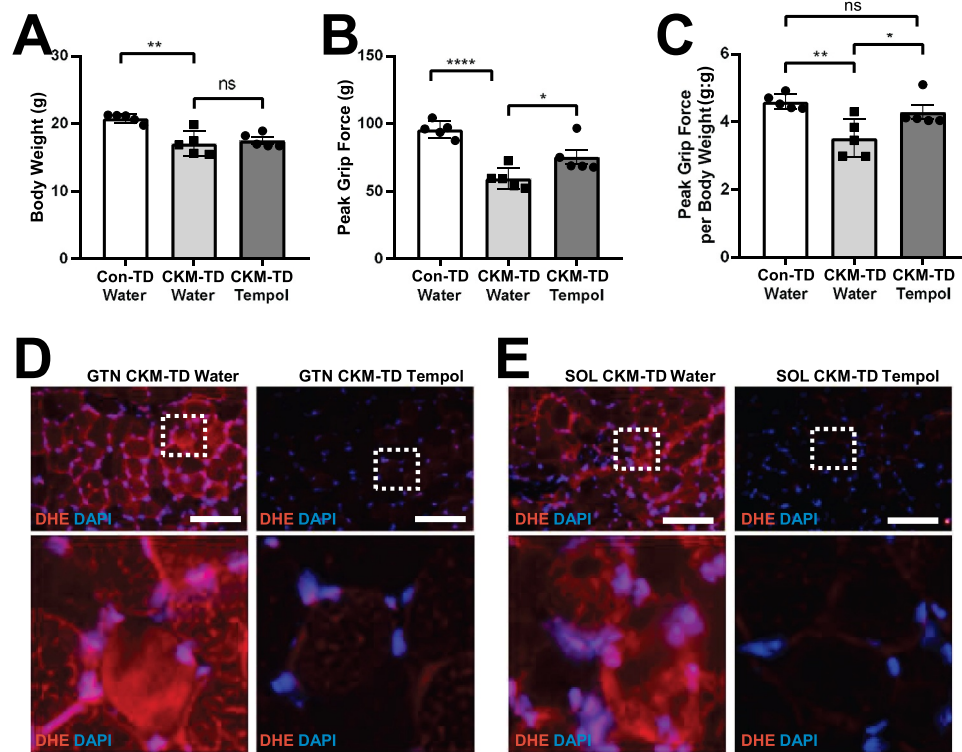 A
Body Weight (g)
30
20
10
0
**
ns
Con-TD Water
CKM-TD Water
CKM-TD Tempol
B
Peak Grip Force (g)
150
100
50
0
****
*
Con-TD Water
CKM-TD Water
CKM-TD Tempol
C
Peak Grip Force
per Body Weight (g:g)
6
4
2
0
ns
**
*
Con-TD Water
CKM-TD Water
CKM-TD Tempol
D
GTN CKM-TD Water
GTN CKM-TD Tempol
DHE DAPI
DHE DAPI
DHE DAPI
DHE DAPI
E
SOL CKM-TD Water
SOL CKM-TD Tempol
DHE DAPI
DHE DAPI
DHE DAPI
DHE DAPI